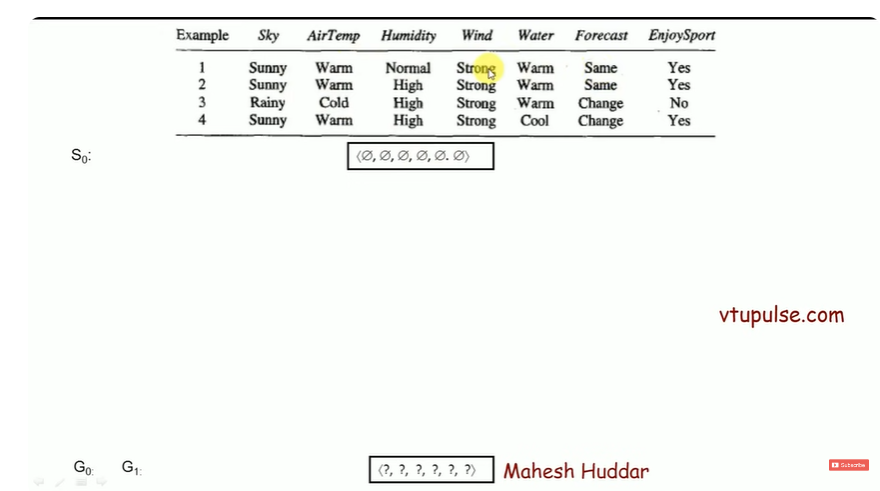 Example Sky AirTemp Humidity Wind Water Forecast EnjoySport
1 Sunny Warm Normal Strong Warm Same Yes
2 Sunny Warm High Strong Warm Same Yes
3 Rainy Cold High Strong Warm Change No
4 Sunny Warm High Strong Cool Change Yes
S₀: ⟨∅, ∅, ∅, ∅, ∅. ∅⟩
vtupulse.com
G₀: G₁: ⟨?, ?, ?, ?, ?, ?⟩ Mahesh Huddar
Subscribe